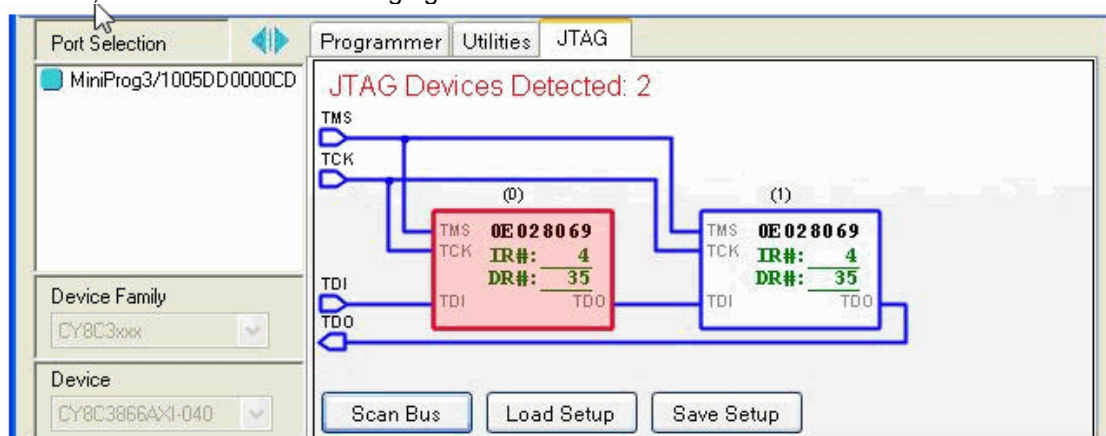 Port Selection
MiniProg3/1005DD0000CD
Device Family
CY8C3xxx
Device
CY8C3866AXI-040
Programmer Utilities JTAG
JTAG Devices Detected: 2
TMS
TCK
(0) (1)
TMS 0E028069 TMS 0E028069
TCK IR#: 4 TCK IR#: 4
DR#: 35 DR#: 35
TDI
TDI TDO TDI TDO
TDO
Scan Bus Load Setup Save Setup